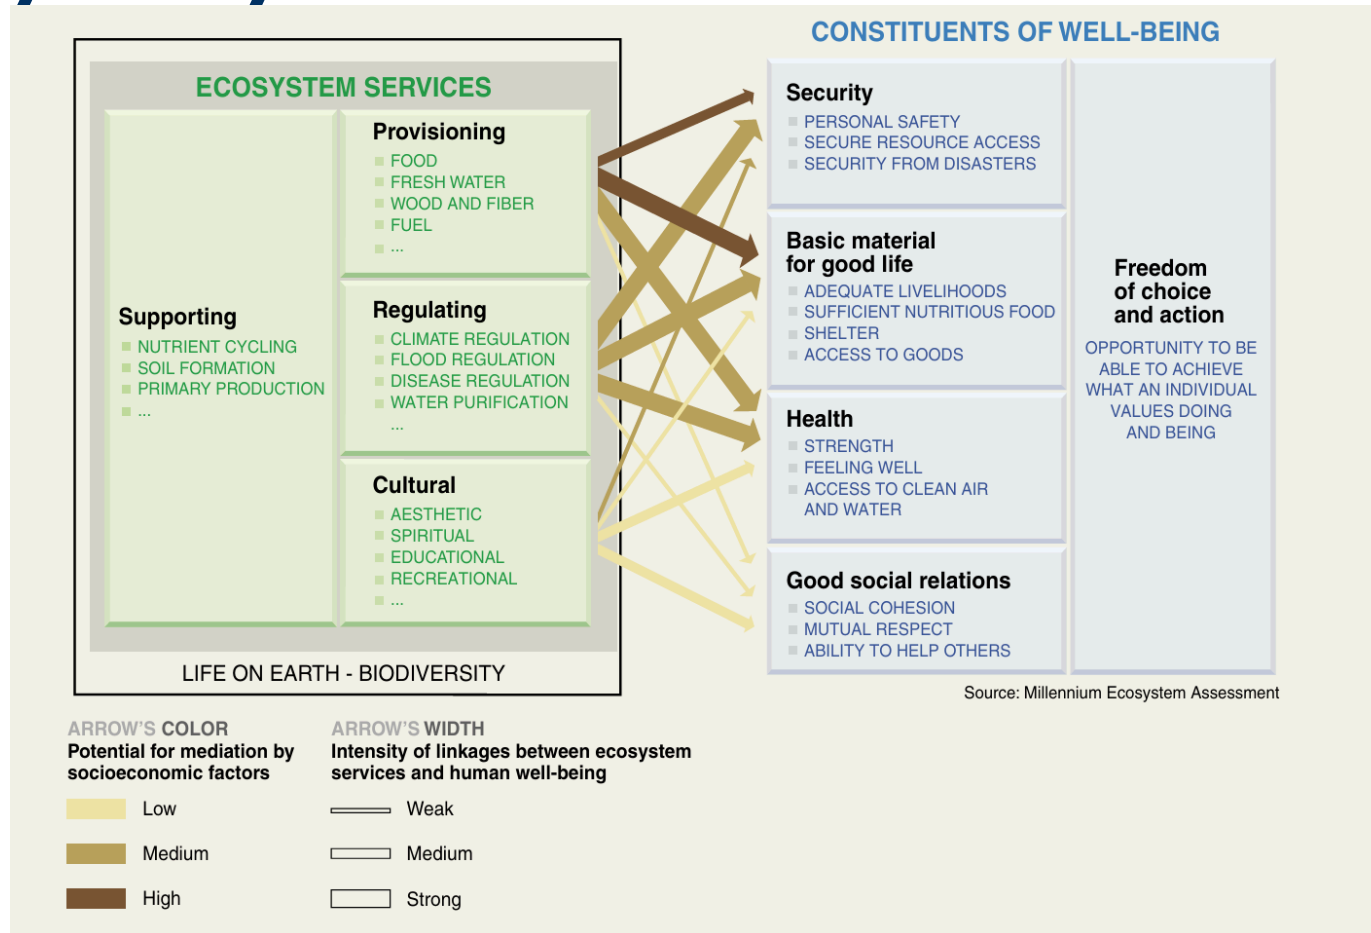 CONSTITUENTS OF WELL-BEING
ECOSYSTEM SERVICES
Supporting
NUTRIENT CYCLING
SOIL FORMATION
PRIMARY PRODUCTION
...
Provisioning
FOOD
FRESH WATER
WOOD AND FIBER
FUEL
...
Regulating
CLIMATE REGULATION
FLOOD REGULATION
DISEASE REGULATION
WATER PURIFICATION
...
Cultural
AESTHETIC
SPIRITUAL
EDUCATIONAL
RECREATIONAL
...
LIFE ON EARTH - BIODIVERSITY
Security
PERSONAL SAFETY
SECURE RESOURCE ACCESS
SECURITY FROM DISASTERS
Basic material
for good life
ADEQUATE LIVELIHOODS
SUFFICIENT NUTRITIOUS FOOD
SHELTER
ACCESS TO GOODS
Health
STRENGTH
FEELING WELL
ACCESS TO CLEAN AIR
AND WATER
Good social relations
SOCIAL COHESION
MUTUAL RESPECT
ABILITY TO HELP OTHERS
Freedom
of choice
and action
OPPORTUNITY TO BE
ABLE TO ACHIEVE
WHAT AN INDIVIDUAL
VALUES DOING
AND BEING
Source: Millennium Ecosystem Assessment
ARROW'S COLOR
Potential for mediation by
socioeconomic factors
Low
Medium
High
ARROW'S WIDTH
Intensity of linkages between ecosystem
services and human well-being
Weak
Medium
Strong